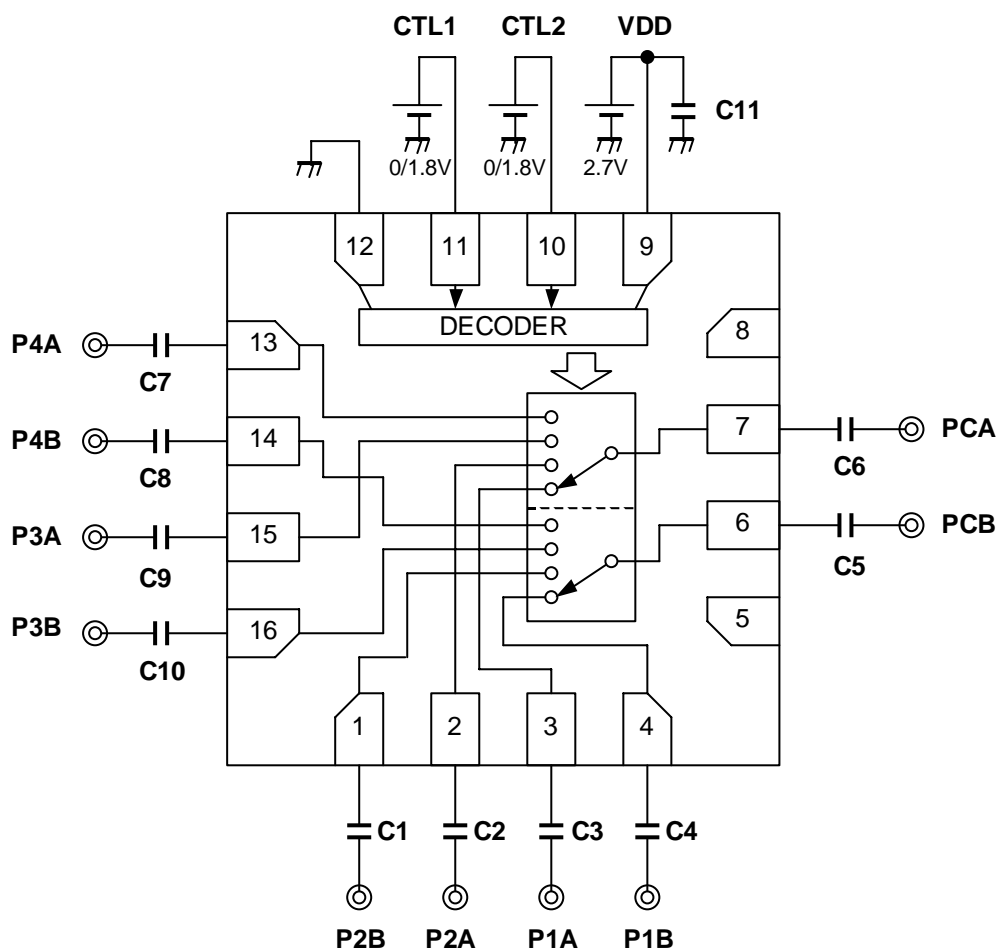 CTL1 CTL2 VDD
C11
0/1.8V 0/1.8V 2.7V
12 11 10 9
DECODER
8
P4A 13
C7
P4B 14 7 PCA
C8 C6
P3A 15 6 PCB
C9 C5
P3B 16 5
C10
1 2 3 4
C1 C2 C3 C4
P2B P2A P1A P1B